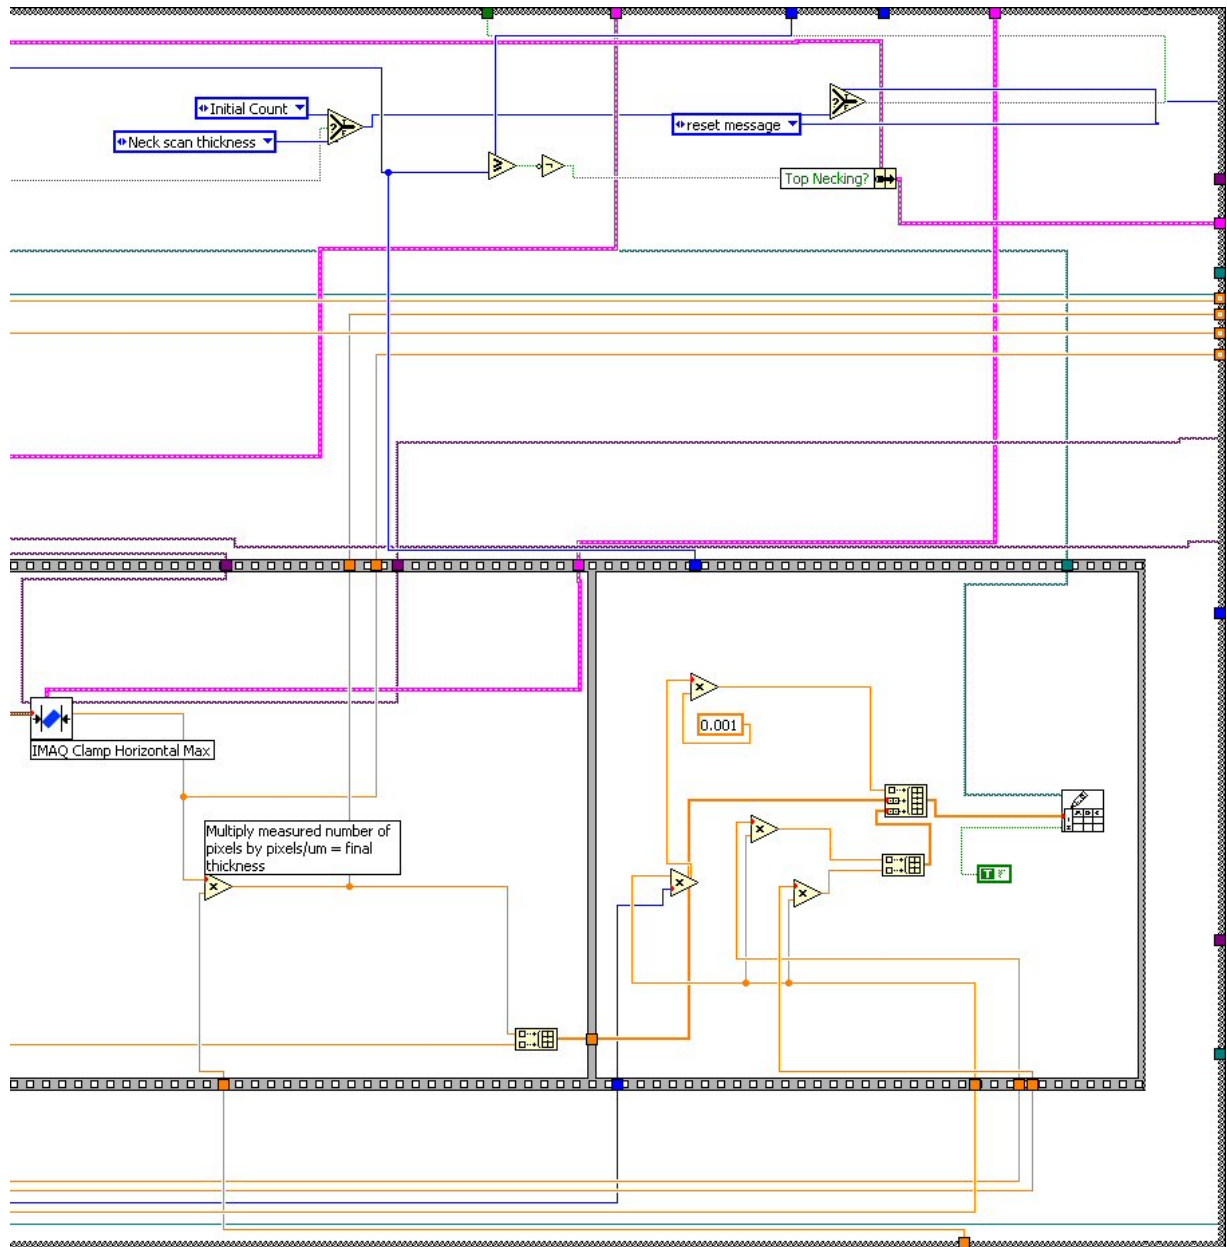 Initial Count
reset message
Neck scan thickness
Top Necking?
0.001
IMAQ Clamp Horizontal Max
Multiply measured number of
pixels by pixels/um = final
thickness
T F